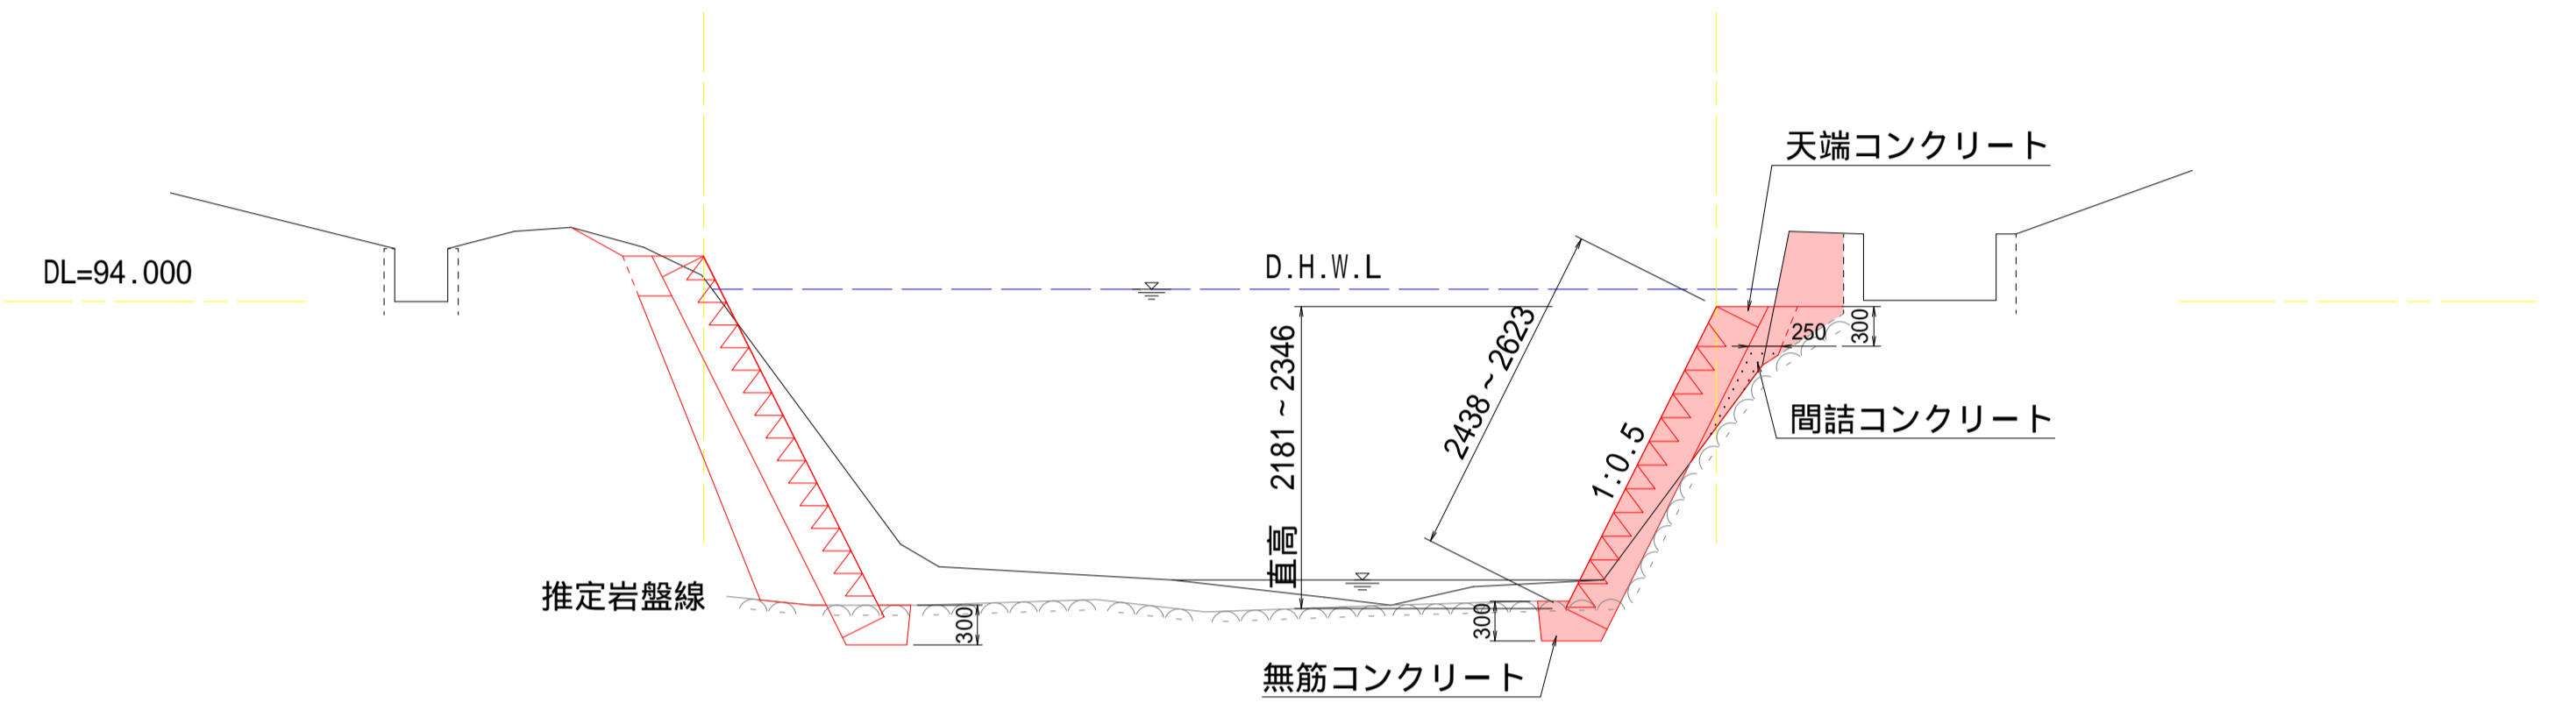 天端コンクリート
DL=94.000
D.H.W.L
250
300
2438~2623
直高 2181~2346
1:0.5
間詰コンクリート
推定岩盤線
300
300
無筋コンクリート